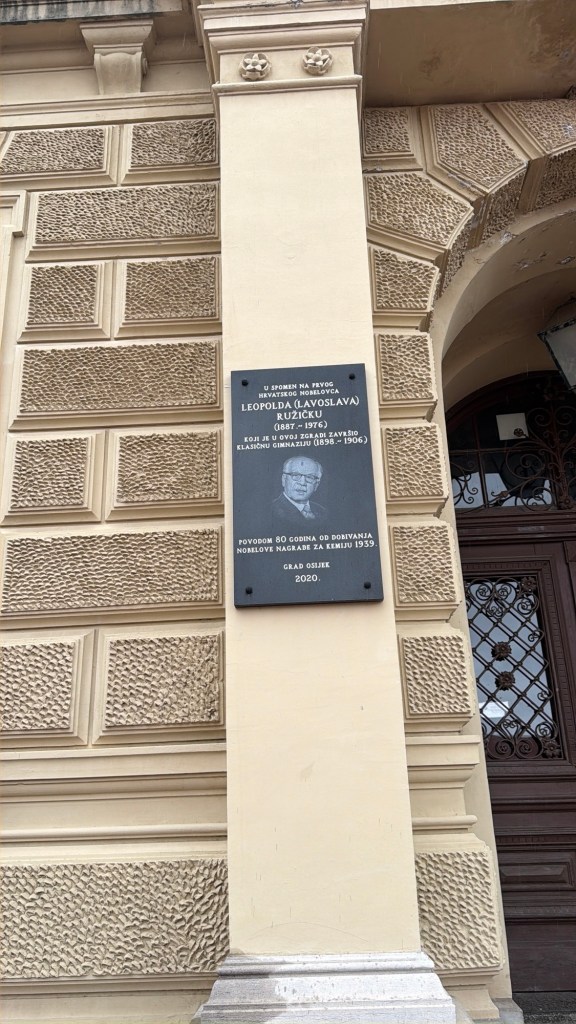 U SPOMEN NA PRVOG
HRVATSKOG NOBELOVCA
LEOPOLDA (LAVOSLAVA)
RUŽIČKU
(1887.- 1976.)
KOJI JE U OVOJ ZGRADI ZAVRŠIO
KLASIČNU GIMNAZIJU (1898.- 1906.)
POVODOM 80 GODINA OD DOBIVANJA
NOBELOVE NAGRADE ZA KEMIJU 1939.
GRAD OSIJEK
2020.